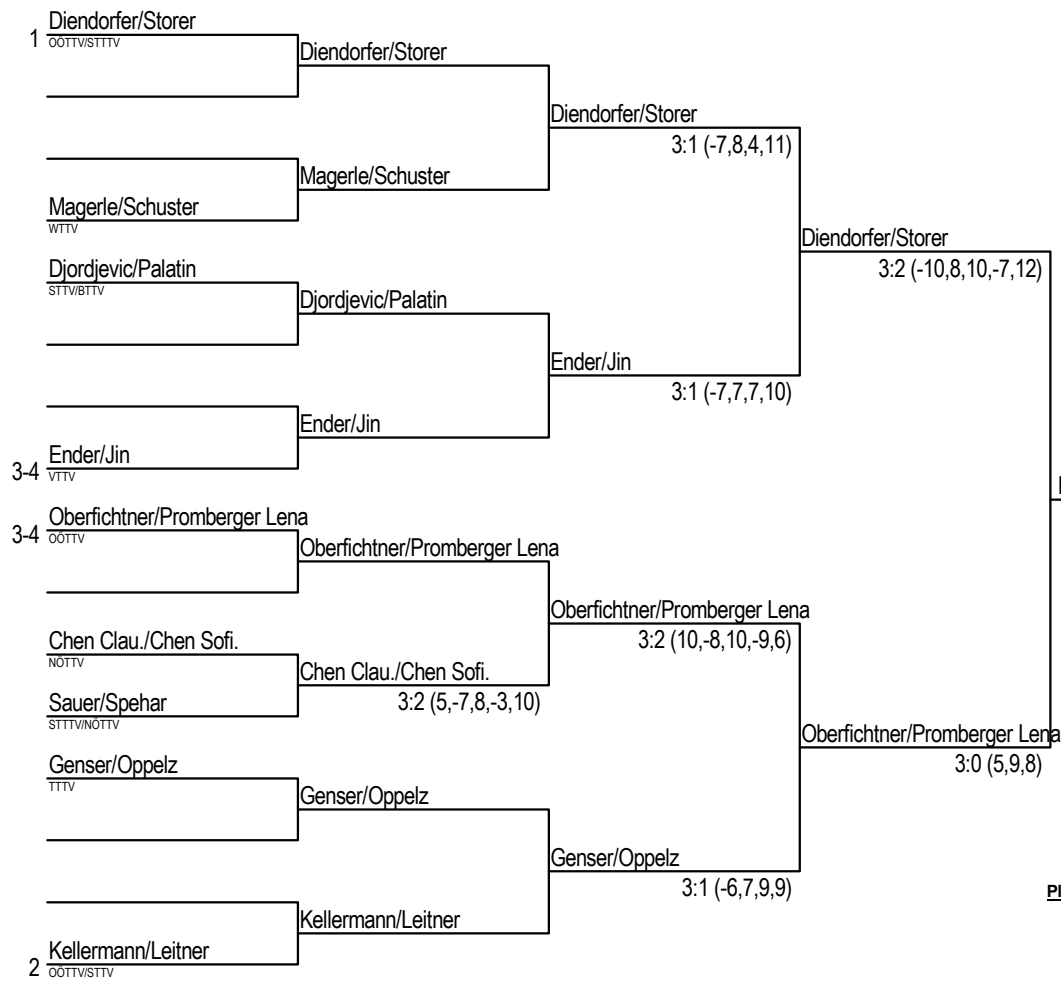 Diendorfer/Storer
1
OÖTTV/STTTV
Diendorfer/Storer
Diendorfer/Storer
3:1 (-7,8,4,11)
Magerle/Schuster
Magerle/Schuster
WTTV
Diendorfer/Storer
3:2 (-10,8,10,-7,12)
Djordjevic/Palatin
STTV/BTTV
Djordjevic/Palatin
Ender/Jin
3:1 (-7,7,7,10)
Ender/Jin
Ender/Jin
3-4
VTTV
Oberfichtner/Promberger Lena
3-4
OÖTTV
Oberfichtner/Promberger Lena
Oberfichtner/Promberger Lena
3:2 (10,-8,10,-9,6)
Chen Clau./Chen Sofi.
NÖTTV
Chen Clau./Chen Sofi.
3:2 (5,-7,8,-3,10)
Sauer/Spehar
STTTV/NÖTTV
Oberfichtner/Promberger Lena
3:0 (5,9,8)
Genser/Oppelz
TTTV
Genser/Oppelz
Genser/Oppelz
3:1 (-6,7,9,9)
Kellermann/Leitner
Kellermann/Leitner
2
OÖTTV/STTV